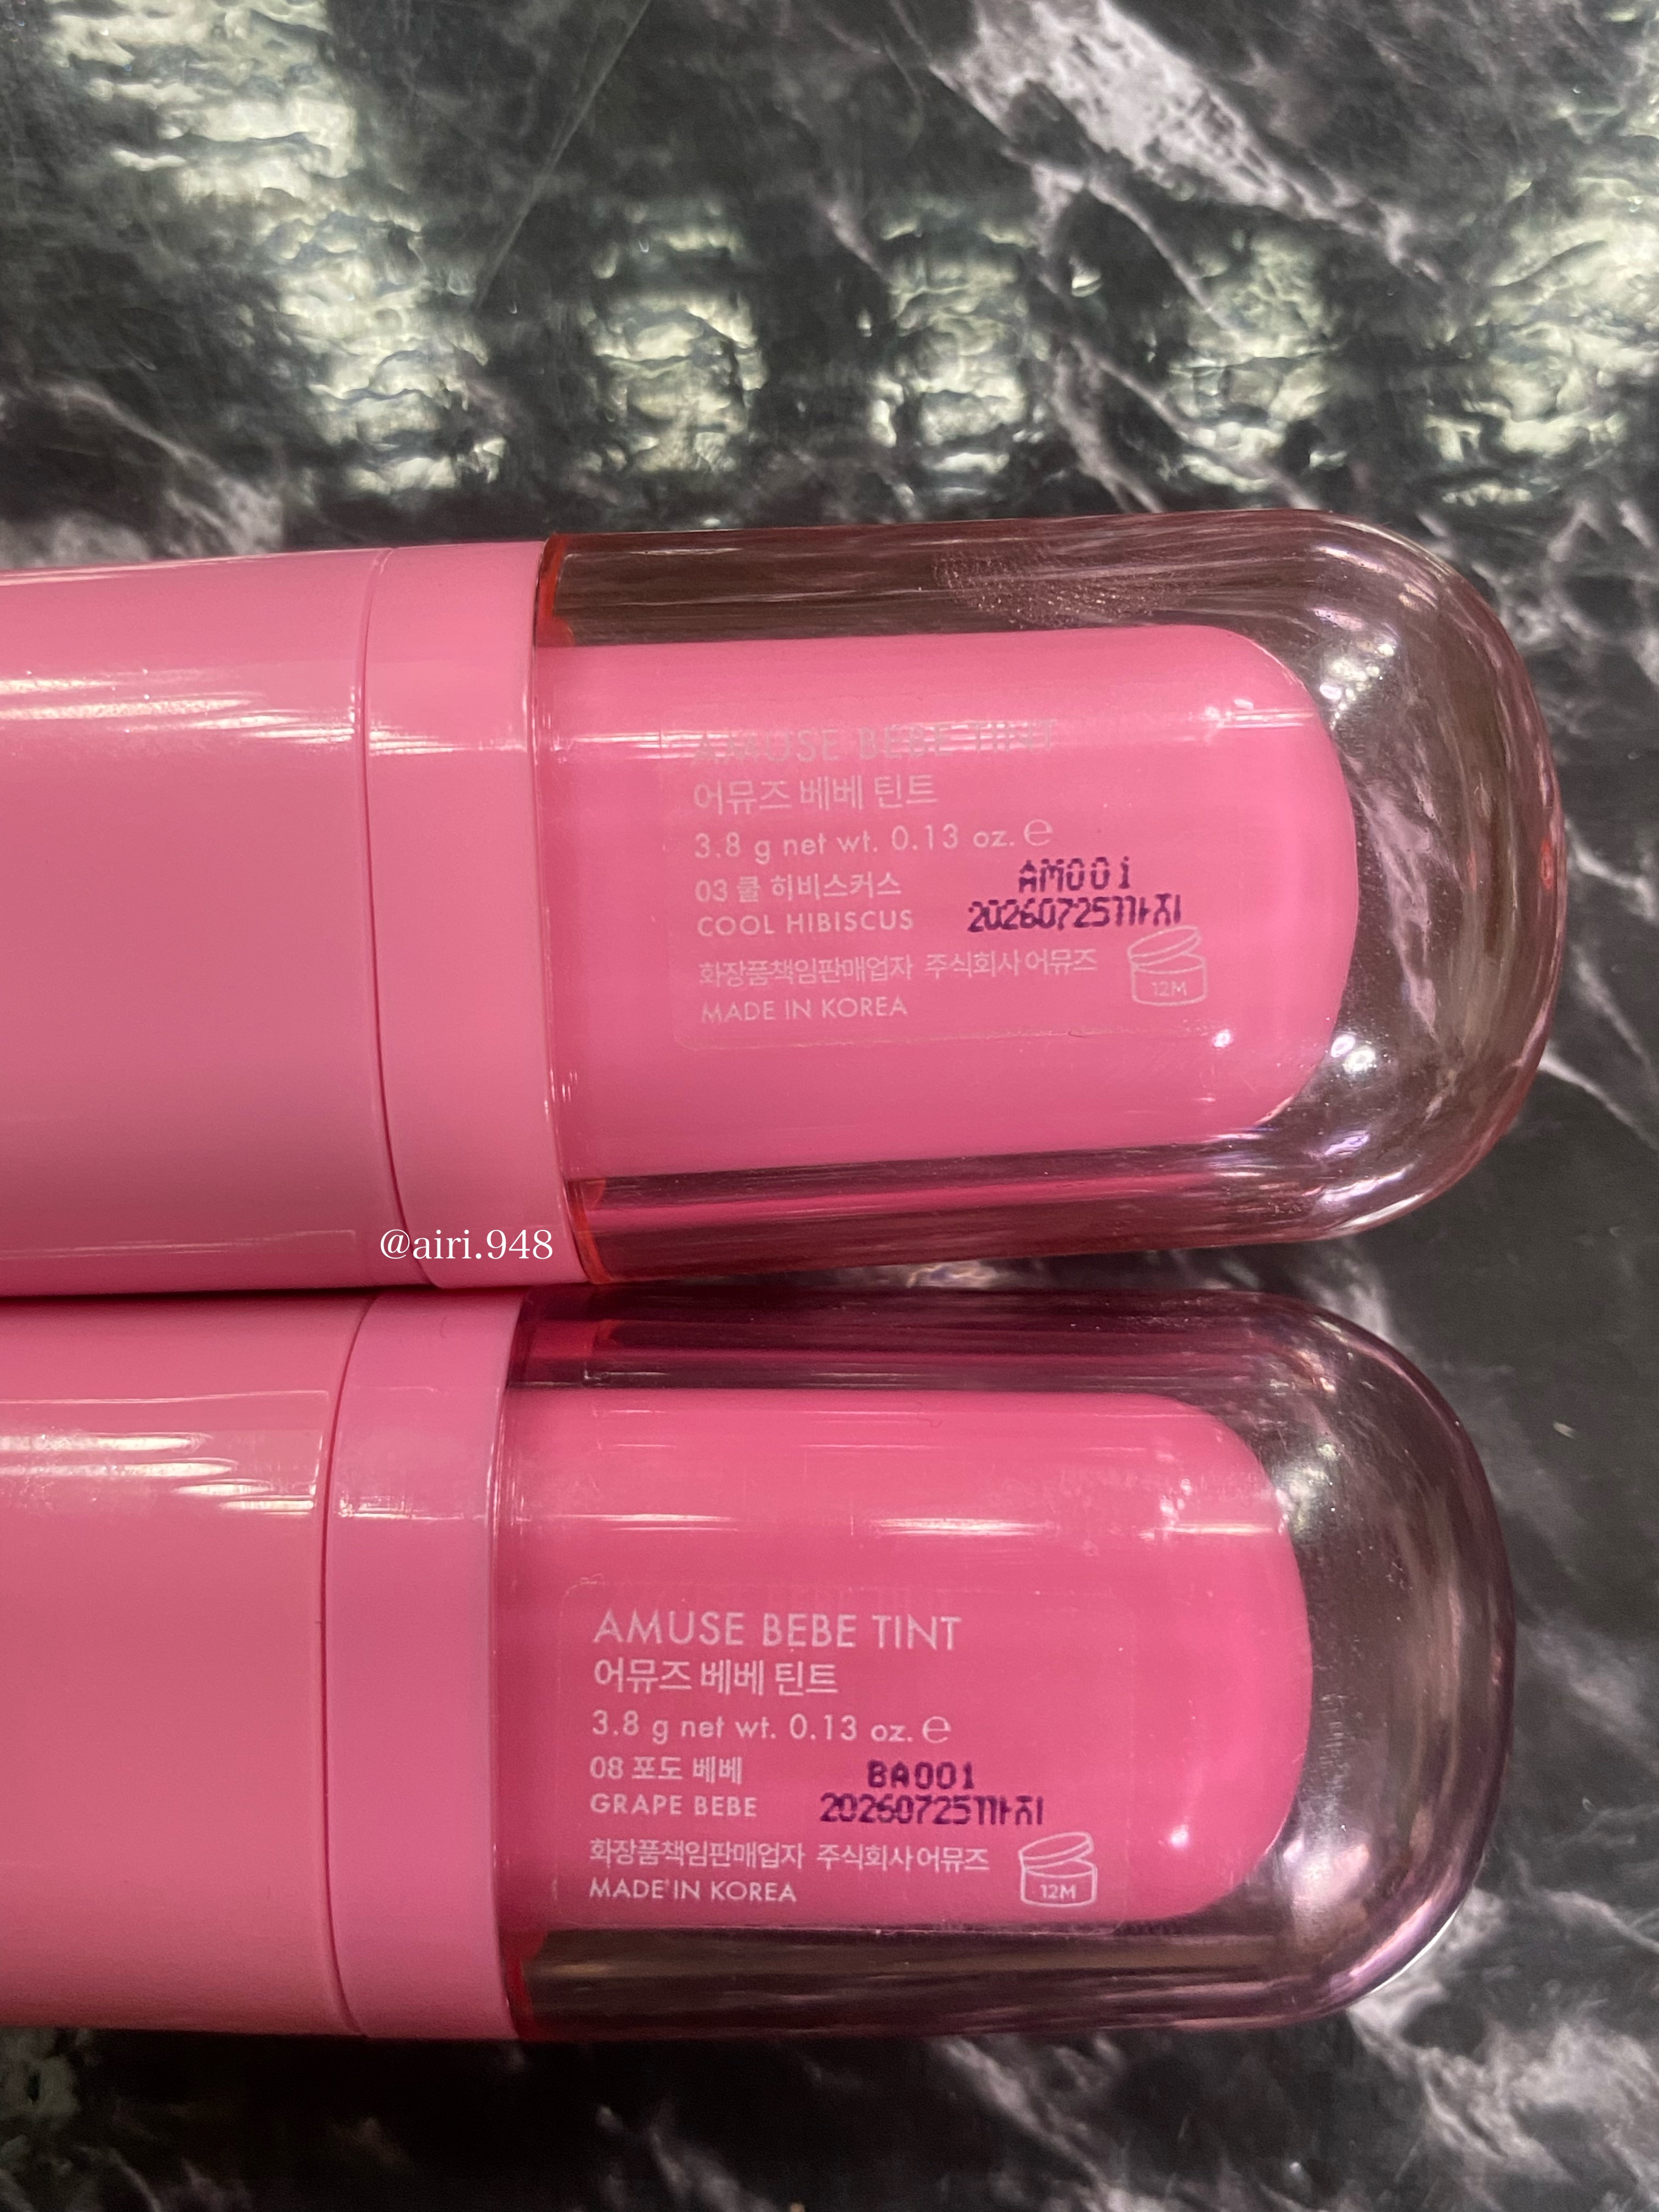 AMUSE BEBE TINT
어뮤즈 베베 틴트
3.8 g net wt. 0.13 oz. ℮
03 쿨 히비스커스
COOL HIBISCUS
AM001
20260725까지
화장품책임판매업자 주식회사 어뮤즈
MADE IN KOREA
12M
@airi.948
AMUSE BEBE TINT
어뮤즈 베베 틴트
3.8 g net wt. 0.13 oz. ℮
08 포도 베베
GRAPE BEBE
BA001
20260725까지
화장품책임판매업자 주식회사 어뮤즈
MADE IN KOREA
12M